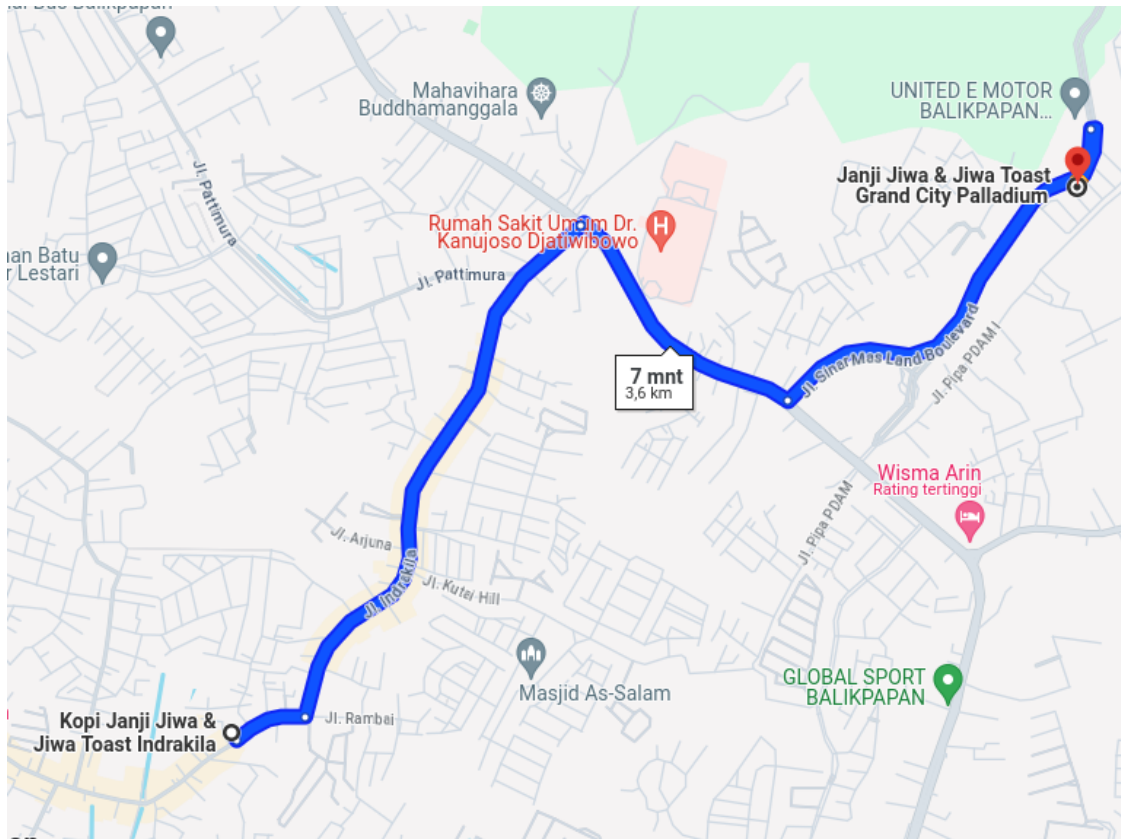 Mahavihara
Buddhamanggala
UNITED E MOTOR
BALIKPAPAN...
Jl. Pattimura
Janji Jiwa & Jiwa Toast
Grand City Palladium
Rumah Sakit Umum Dr.
Kanujoso Djatiwibowo
H
Batu
Lestari
Jl. Pattimura
7 mnt
3,6 km
Jl. Sinar Mas Land Boulevard
Jl. Pipa PDAM I
Wisma Arin
Rating tertinggi
Jl. Pipa PDAM
Jl. Arjuna
Jl. Indrakila
Jl. Kutai Hill
Masjid As-Salam
GLOBAL SPORT
BALIKPAPAN
Kopi Janji Jiwa &
Jiwa Toast Indrakila
Jl. Rambai